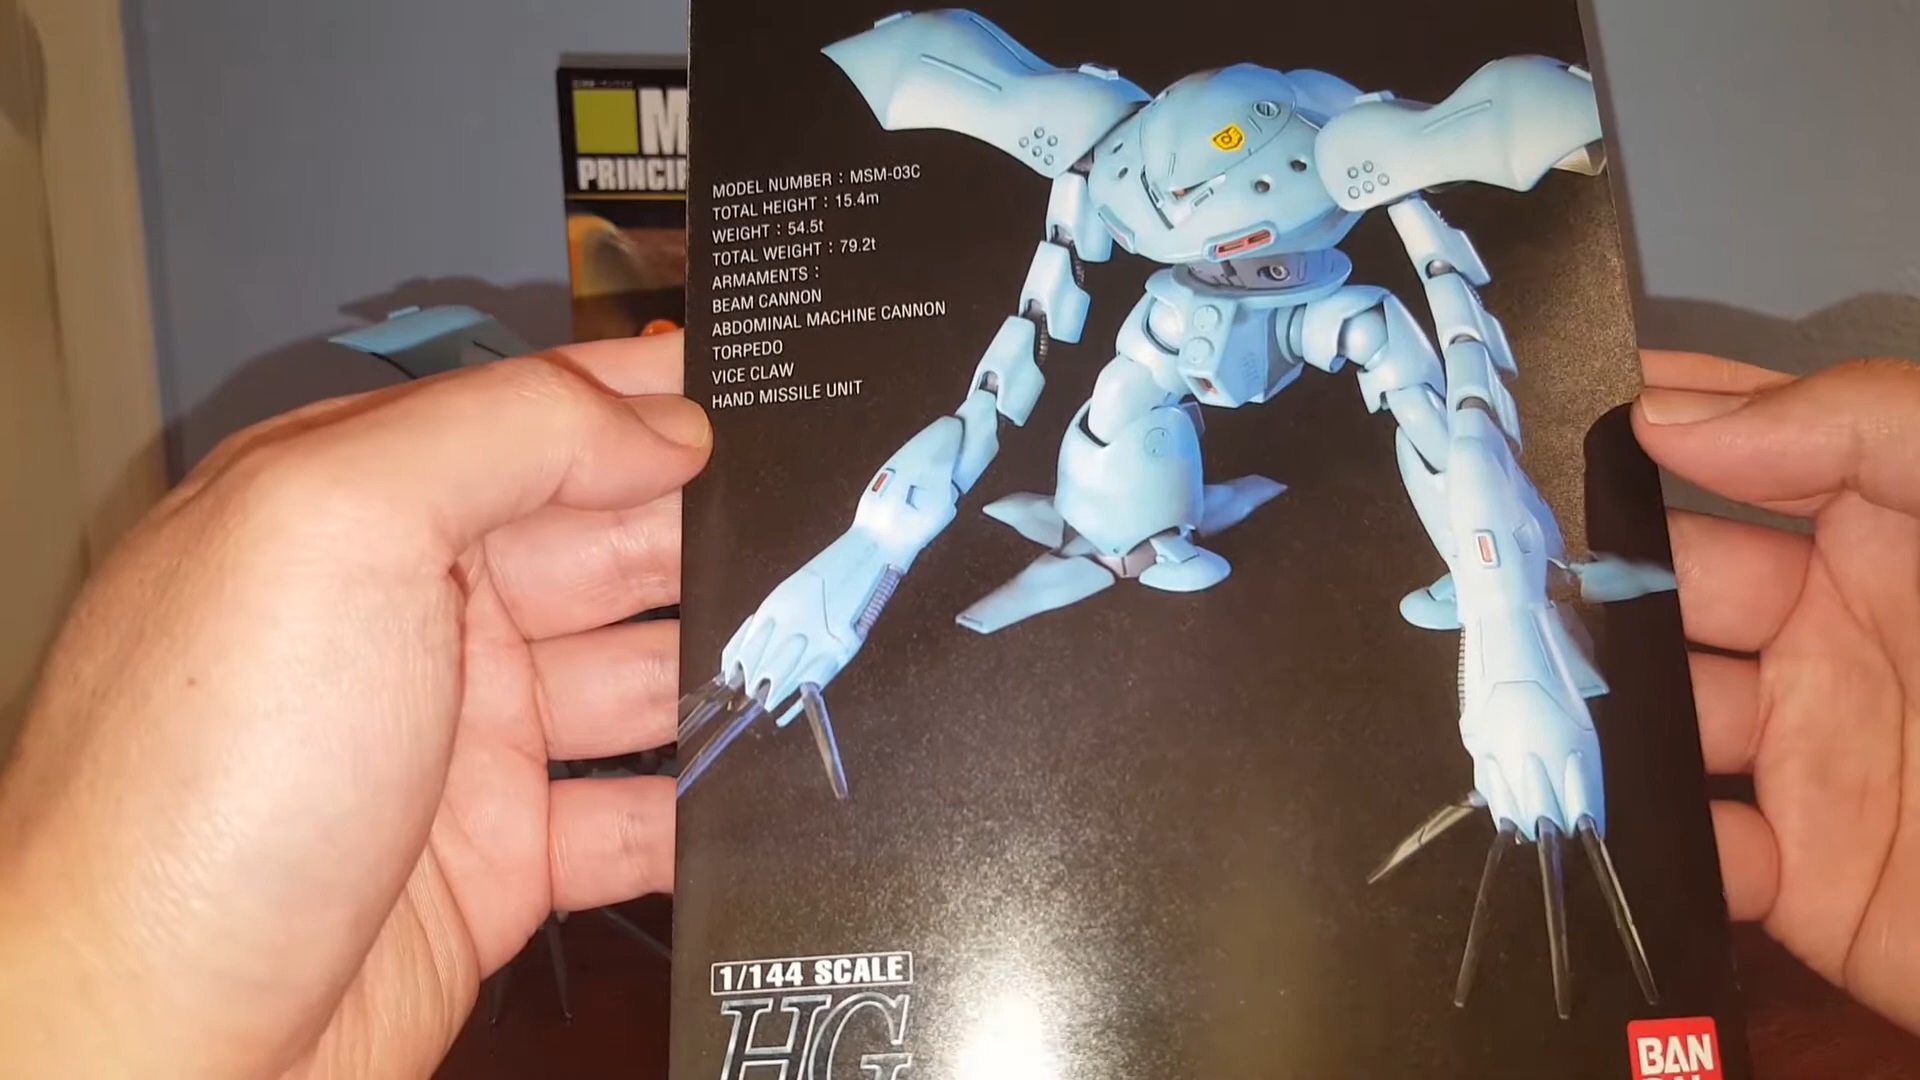 M
PRINCIP
MODEL NUMBER : MSM-03C
TOTAL HEIGHT : 15.4m
WEIGHT : 54.5t
TOTAL WEIGHT : 79.2t
ARMAMENTS :
BEAM CANNON
ABDOMINAL MACHINE CANNON
TORPEDO
VICE CLAW
HAND MISSILE UNIT
1/144 SCALE
HG
BAN